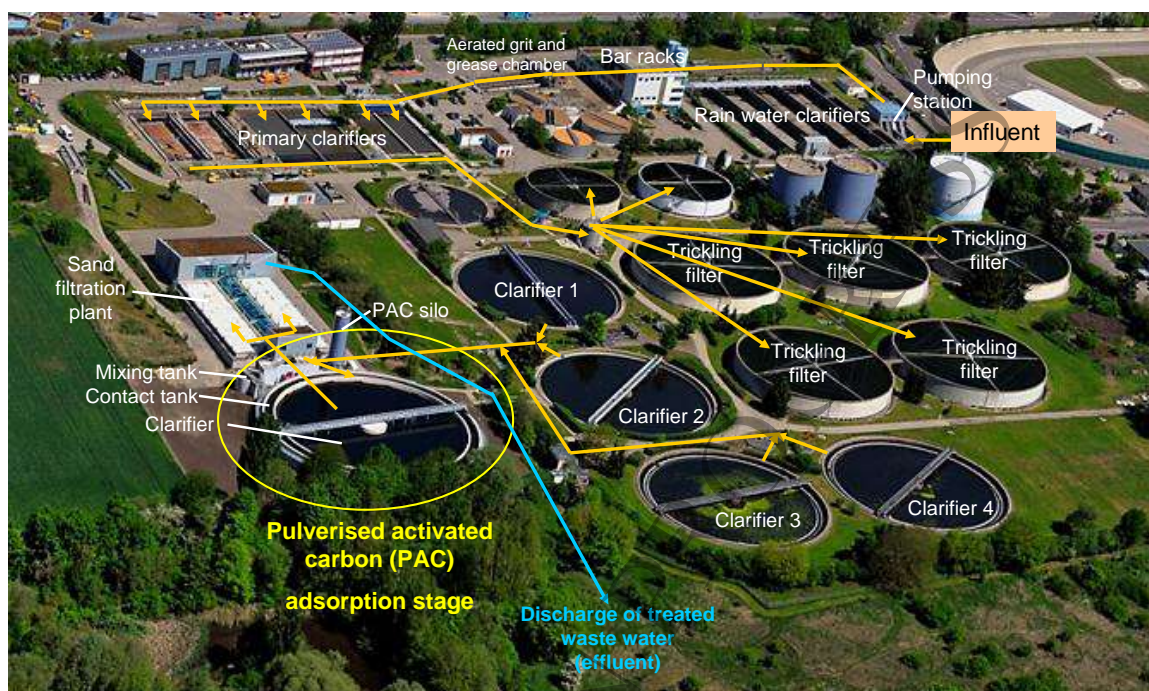 Aerated grit and
grease chamber
Bar racks
Pumping
station
Rain water clarifiers
Influent
Primary clarifiers
Trickling
filter
Trickling
filter
Trickling
filter
Sand
filtration
plant
Clarifier 1
PAC silo
Trickling
filter
Trickling
filter
Mixing tank
Contact tank
Clarifier
Clarifier 2
Clarifier 3
Clarifier 4
Pulverised activated
carbon (PAC)
adsorption stage
Discharge of treated
waste water
(effluent)